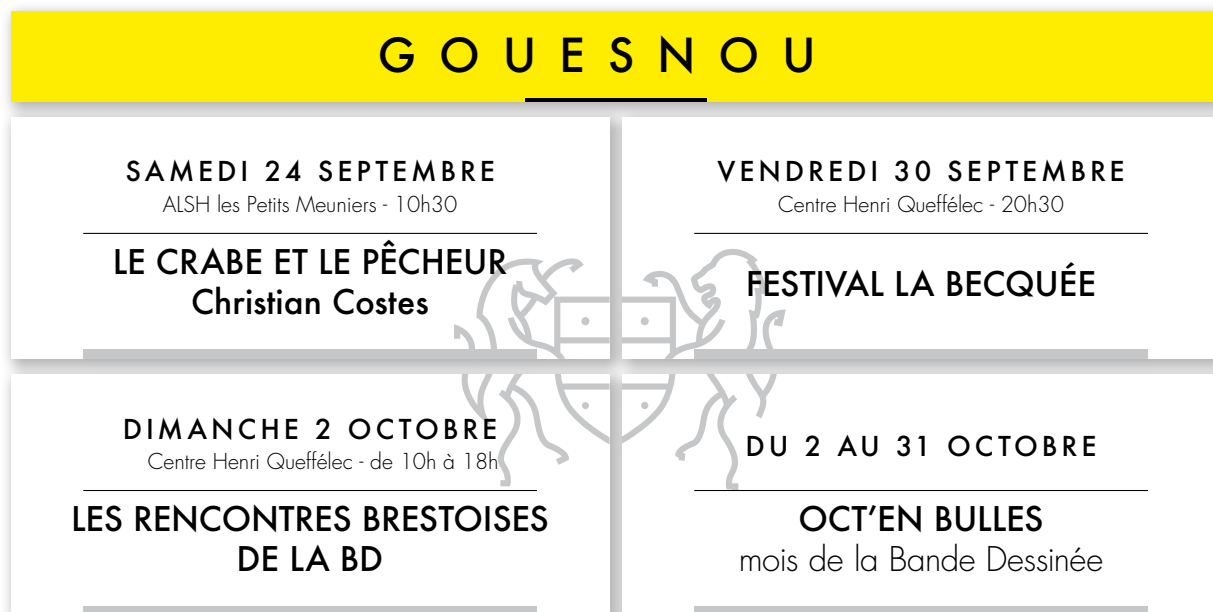 GOUESNOU
SAMEDI 24 SEPTEMBRE
ALSH les Petits Meuniers - 10h30
LE CRABE ET LE PÊCHEUR
Christian Costes
VENDREDI 30 SEPTEMBRE
Centre Henri Queffélec - 20h30
FESTIVAL LA BECQUÉE
DIMANCHE 2 OCTOBRE
Centre Henri Queffélec - de 10h à 18h
LES RENCONTRES BRESTOISES
DE LA BD
DU 2 AU 31 OCTOBRE
OCT'EN BULLES
mois de la Bande Dessinée